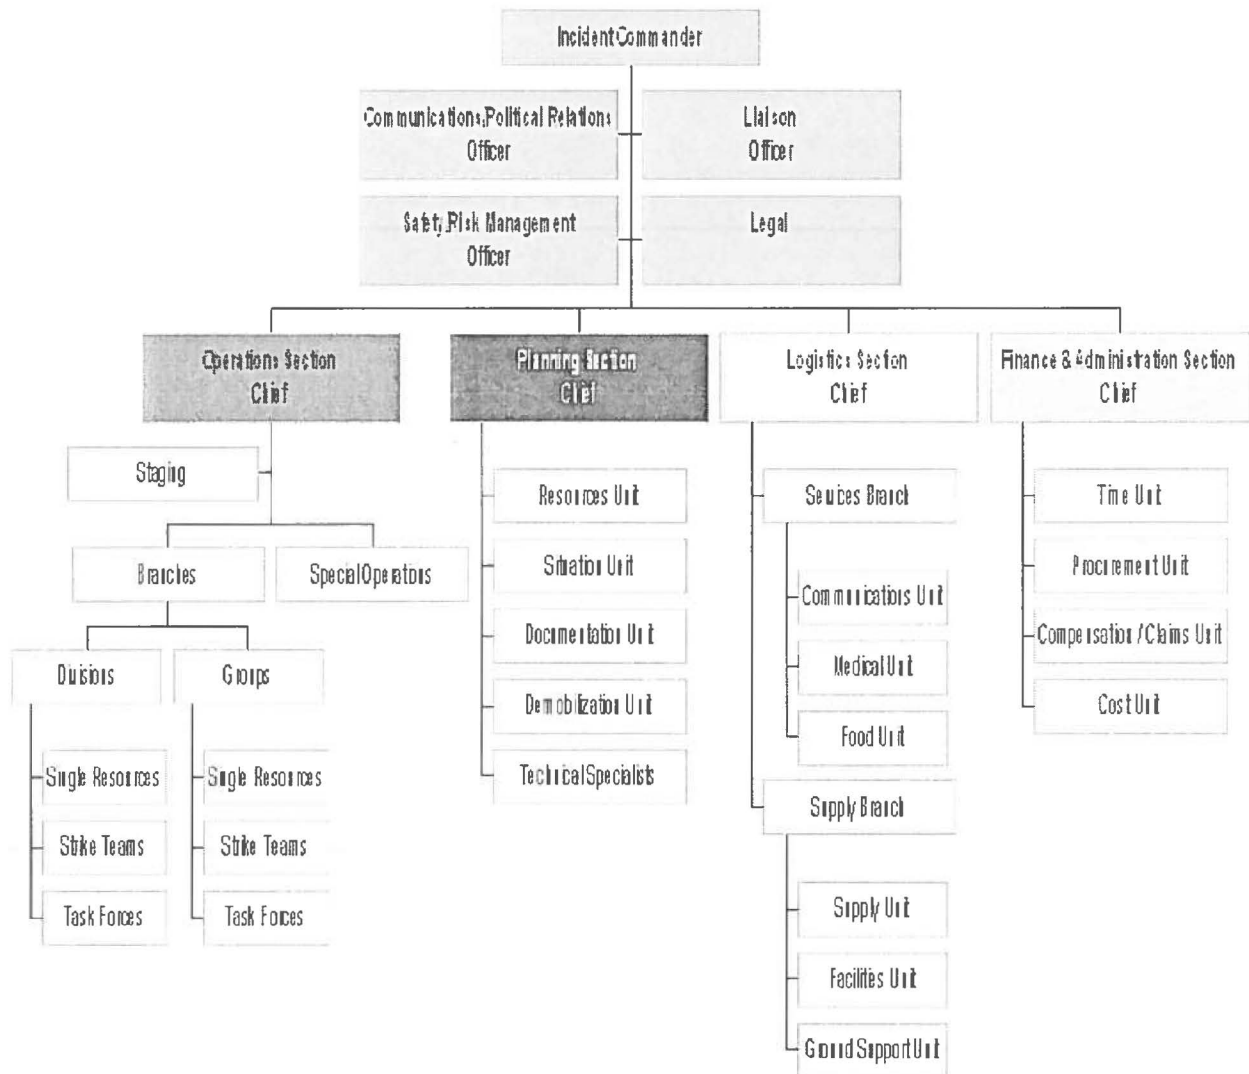 Incident Commander
Communications,Political Relations
Officer
Liaison
Officer
Safety,Risk Management
Officer
Legal
Operations Section
Chief
Planning Section
Chief
Logistics Section
Chief
Finance & Administration Section
Chief
Staging
Branches
Special Operations
Divisions
Groups
Single Resources
Strike Teams
Task Forces
Single Resources
Strike Teams
Task Forces
Resources Unit
Situation Unit
Documentation Unit
Demobilization Unit
Technical Specialists
Services Branch
Communications Unit
Medical Unit
Food Unit
Supply Branch
Supply Unit
Facilities Unit
Ground Support Unit
Time Unit
Procurement Unit
Compensation / Claims Unit
Cost Unit